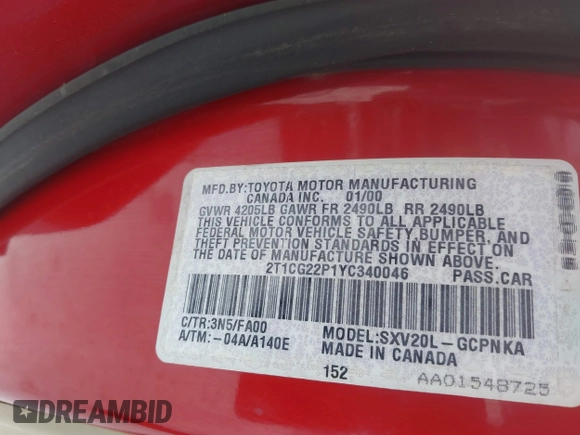 MFD.BY:TOYOTA MOTOR MANUFACTURING
CANADA INC. 01/00
GVWR 4205LB GAWR FR 2490LB RR 2490LB
THIS VEHICLE CONFORMS TO ALL APPLICABLE
FEDERAL MOTOR VEHICLE SAFETY,BUMPER, AND
THEFT PREVENTION STANDARDS IN EFFECT ON
THE DATE OF MANUFACTURE SHOWN ABOVE.
2T1CG22P1YC340046 PASS.CAR
C/TR:3N5/FA00 MODEL:SXV20L-GCPNKA
A/TM:-04A/A140E MADE IN CANADA
152 AA01548725
DREAMBID